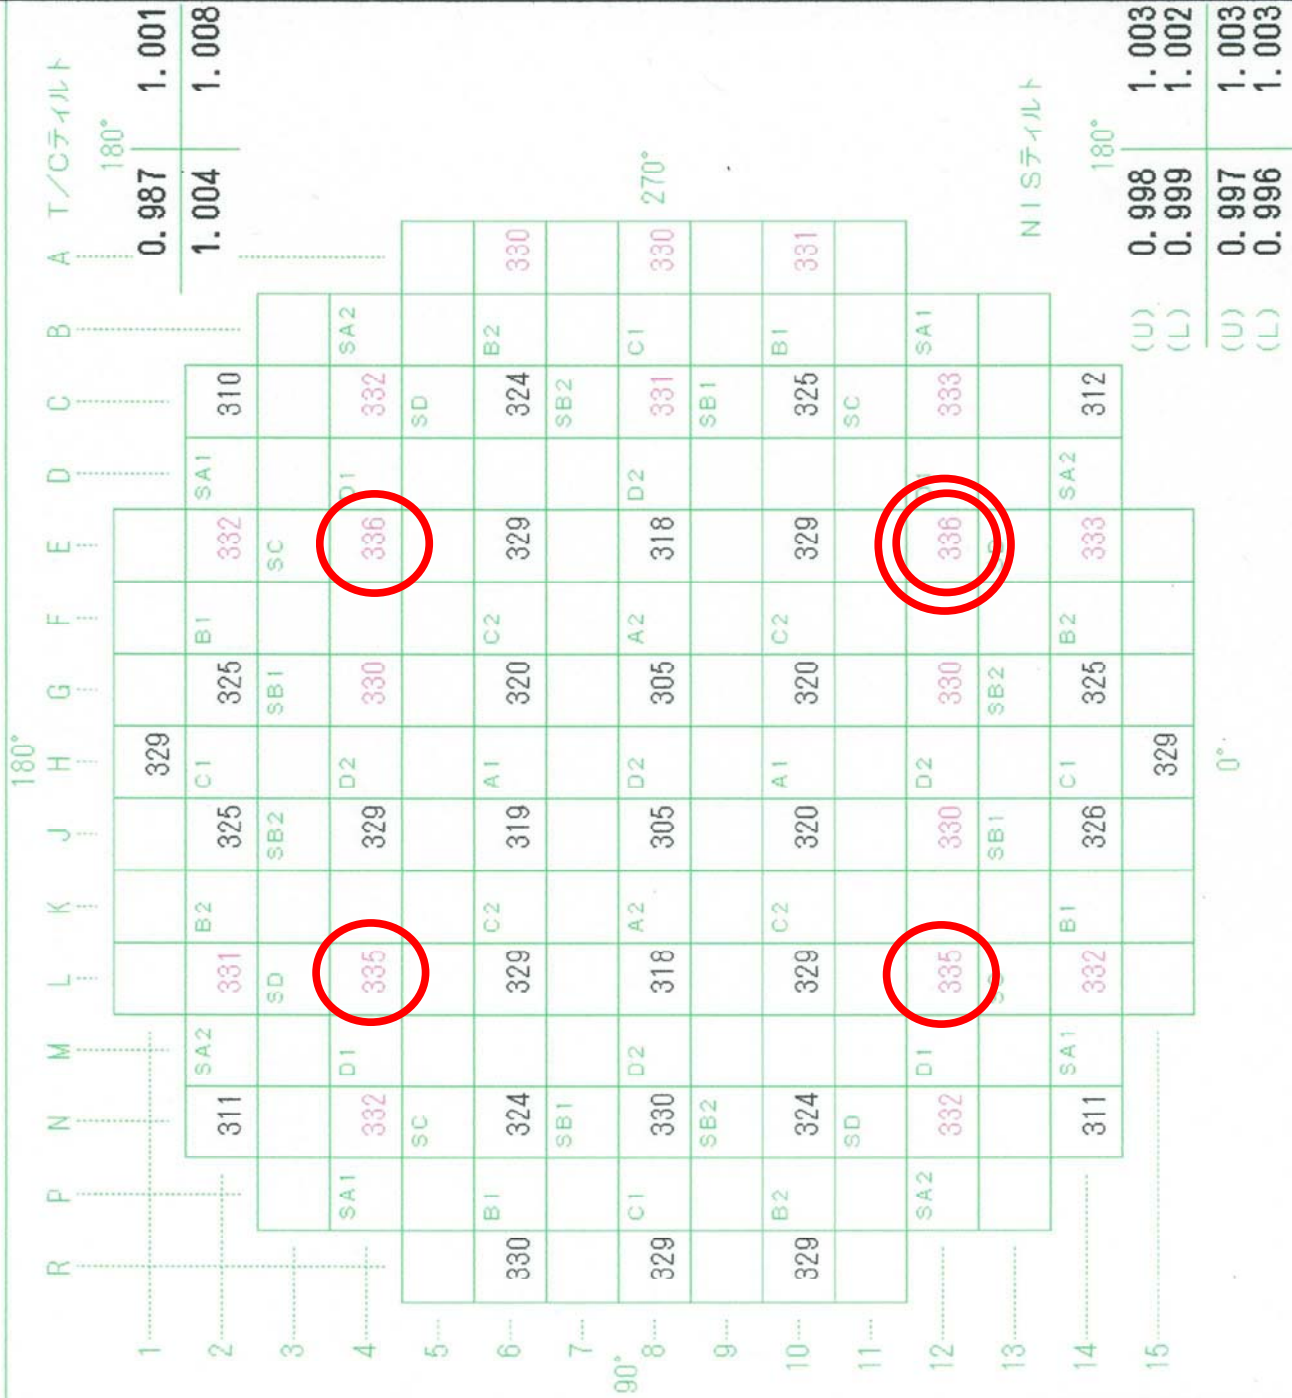 180°
R P N M L K J H G F E D C B A T/Cティルト
180°
1 329 0.987 1.001
SA2 B2 C1 B1 SA1 1.004 1.008
2 311 331 325 325 332 310
3 SD SB2 SB1 SC
SA1 D1 D2 D1 SA2
4 332 335 329 330 336 332
5 SC SD
B1 C2 A1 C2 B2
6 330 324 329 319 320 329 324 330
7 SB1 SB2
90° 270°
C1 D2 A2 D2 A2 D2 C1
8 329 330 318 305 305 318 331 330
9 SB2 SB1
B2 C2 A1 C2 B1
10 329 324 329 320 320 329 325 331
11 SD SC
SA2 D1 D2 D1 SA1
12 332 335 330 330 336 333
13 SC SB1 SB2 SD
NISティルト
SA1 B1 C1 B2 SA2
14 311 332 326 325 333 312
180°
15 329
(U) 0.998 1.003
(L) 0.999 1.002
0°
(U) 0.997 1.003
(L) 0.996 1.003